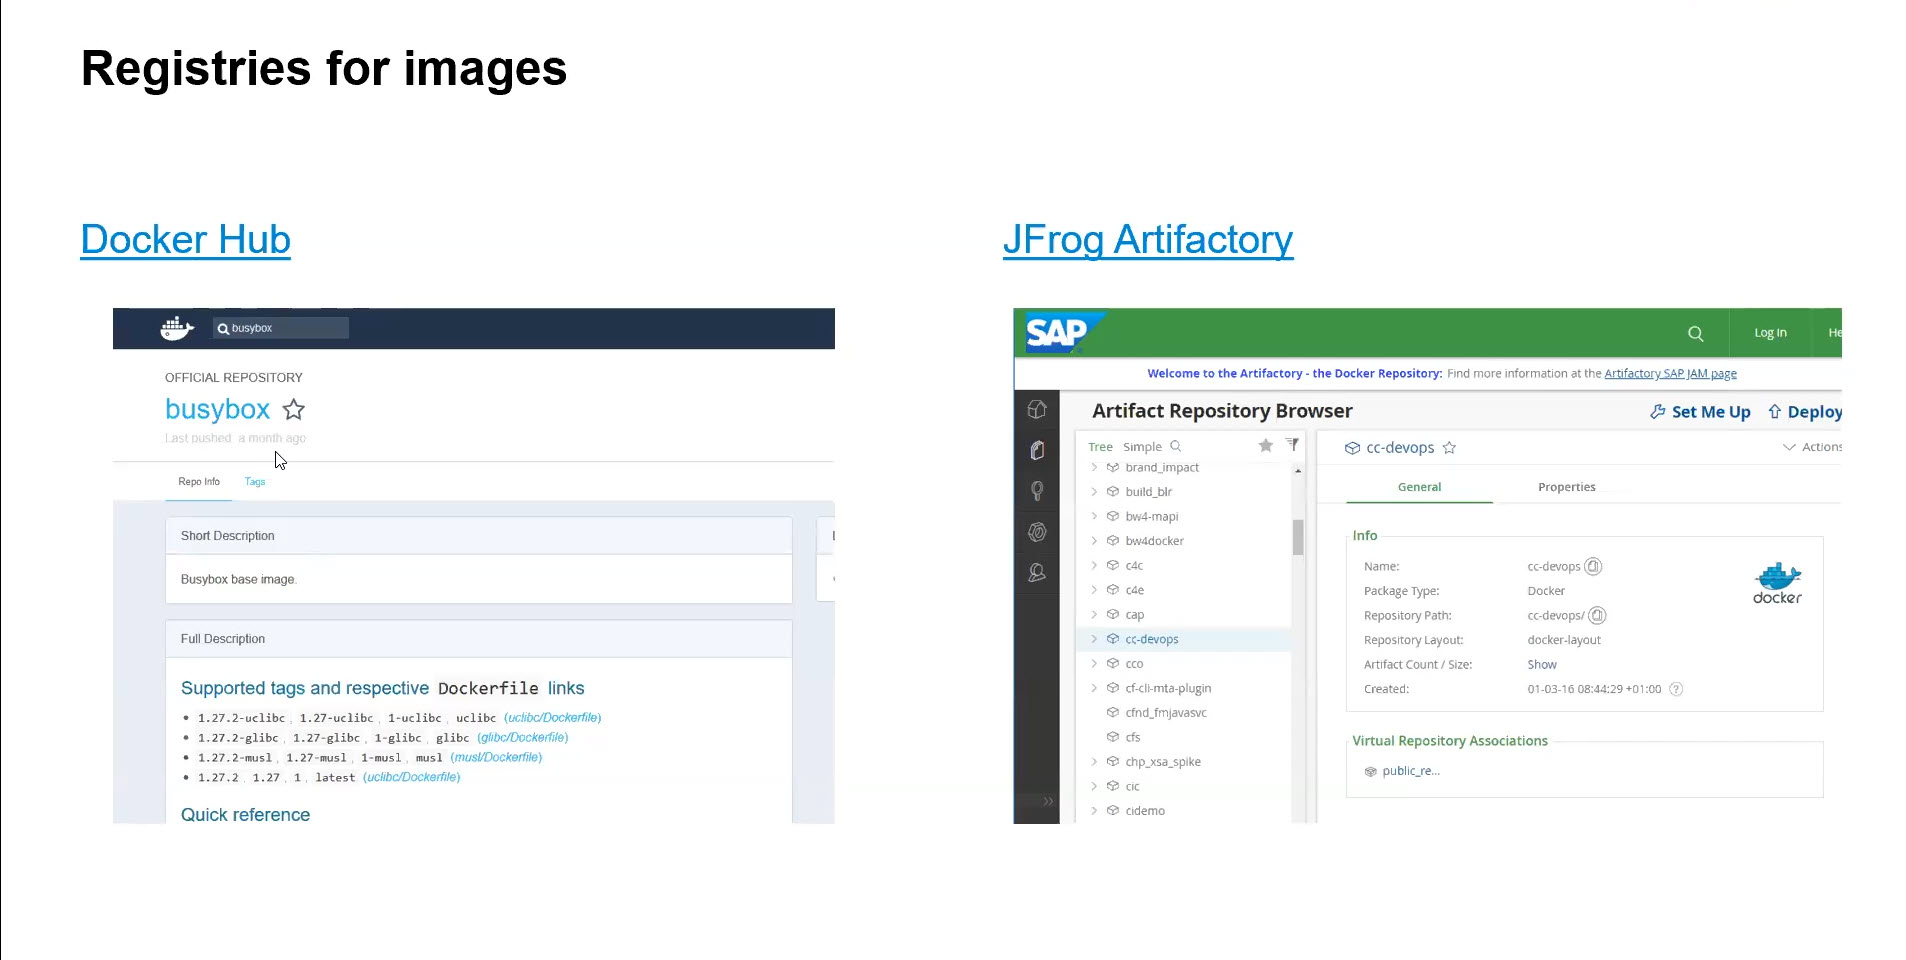 Registries for images
Docker Hub
busybox
OFFICIAL REPOSITORY
busybox
Last pushed: a month ago
Repo Info Tags
Short Description
Busybox base image.
Full Description
Supported tags and respective Dockerfile links
1.27.2-uclibc, 1.27-uclibc, 1-uclibc, uclibc (uclibc/Dockerfile)
1.27.2-glibc, 1.27-glibc, 1-glibc, glibc (glibc/Dockerfile)
1.27.2-musl, 1.27-musl, 1-musl, musl (musl/Dockerfile)
1.27.2, 1.27, 1, latest (uclibc/Dockerfile)
Quick reference
JFrog Artifactory
SAP
Log In He
Welcome to the Artifactory - the Docker Repository: Find more information at the Artifactory SAP JAM page
Artifact Repository Browser
Set Me Up Deploy
Tree Simple
brand_impact
build_blr
bw4-mapi
bw4docker
c4c
c4e
cap
cc-devops
cco
cf-cli-mta-plugin
cfnd_fmjavasvc
cfs
chp_xsa_spike
cic
cidemo
cc-devops
Actions
General Properties
Info
Name: cc-devops
Package Type: Docker
Repository Path: cc-devops/
Repository Layout: docker-layout
Artifact Count / Size: Show
Created: 01-03-16 08:44:29 +01:00
docker
Virtual Repository Associations
public_re...